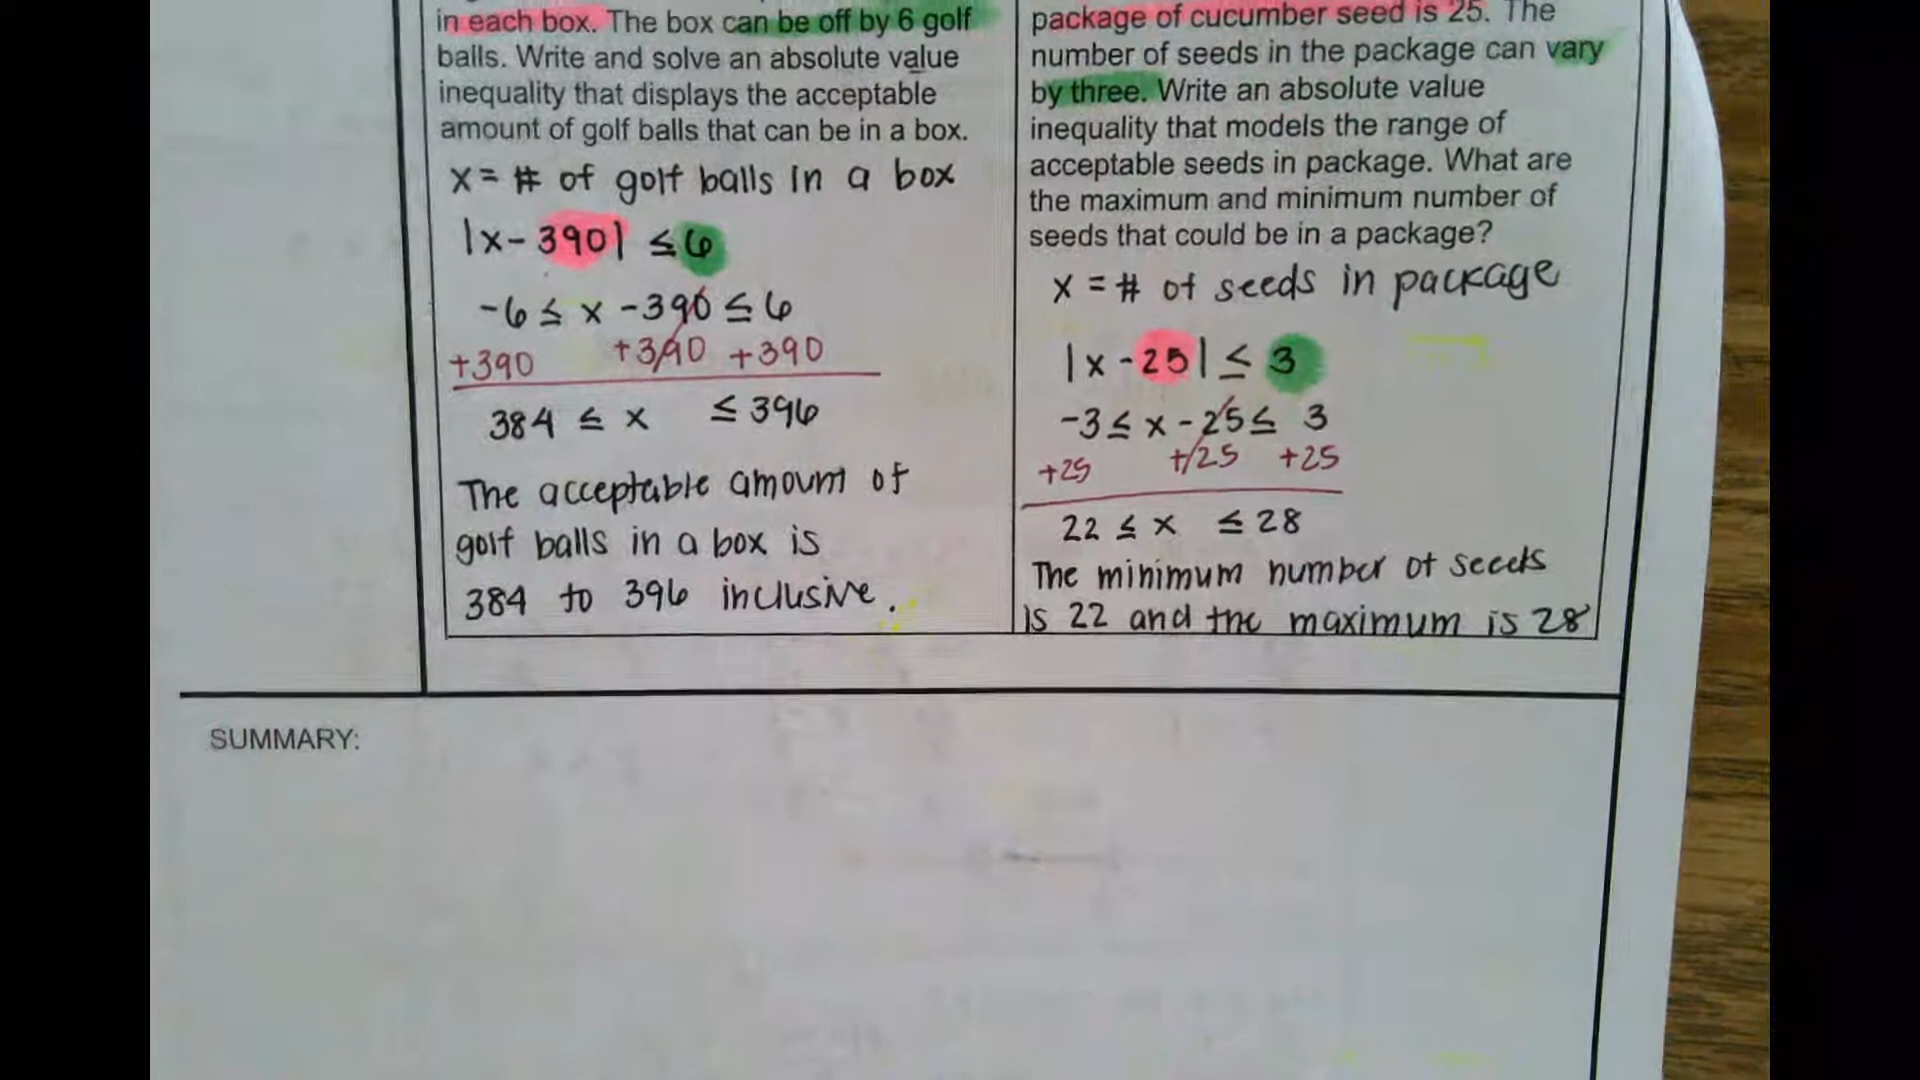 in each box. The box can be off by 6 golf
balls. Write and solve an absolute value
inequality that displays the acceptable
amount of golf balls that can be in a box.
x = # of golf balls in a box
|x - 390| ≤ 6
-6 ≤ x - 390 ≤ 6
+390 +390 +390
384 ≤ x ≤ 396
The acceptable amount of
golf balls in a box is
384 to 396 inclusive.
package of cucumber seed is 25. The
number of seeds in the package can vary
by three. Write an absolute value
inequality that models the range of
acceptable seeds in package. What are
the maximum and minimum number of
seeds that could be in a package?
x = # of seeds in package
|x - 25| ≤ 3
-3 ≤ x - 25 ≤ 3
+25 +25 +25
22 ≤ x ≤ 28
The minimum number of seeds
is 22 and the maximum is 28
SUMMARY: